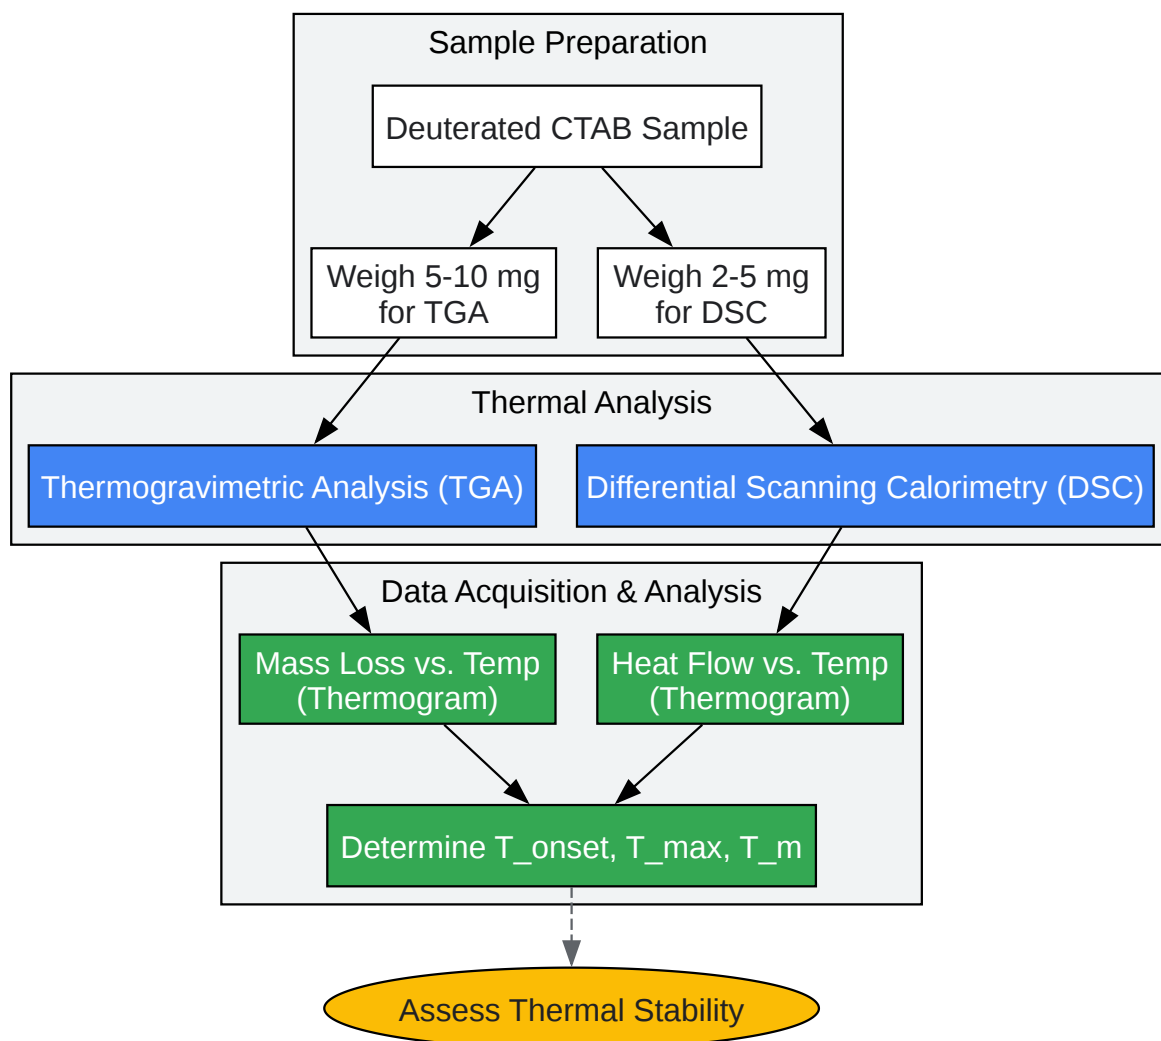 Sample Preparation
Deuterated CTAB Sample
Weigh 5-10 mg
for TGA
Weigh 2-5 mg
for DSC
Thermal Analysis
Thermogravimetric Analysis (TGA)
Differential Scanning Calorimetry (DSC)
Data Acquisition & Analysis
Mass Loss vs. Temp
(Thermogram)
Heat Flow vs. Temp
(Thermogram)
Determine T_onset, T_max, T_m
Assess Thermal Stability